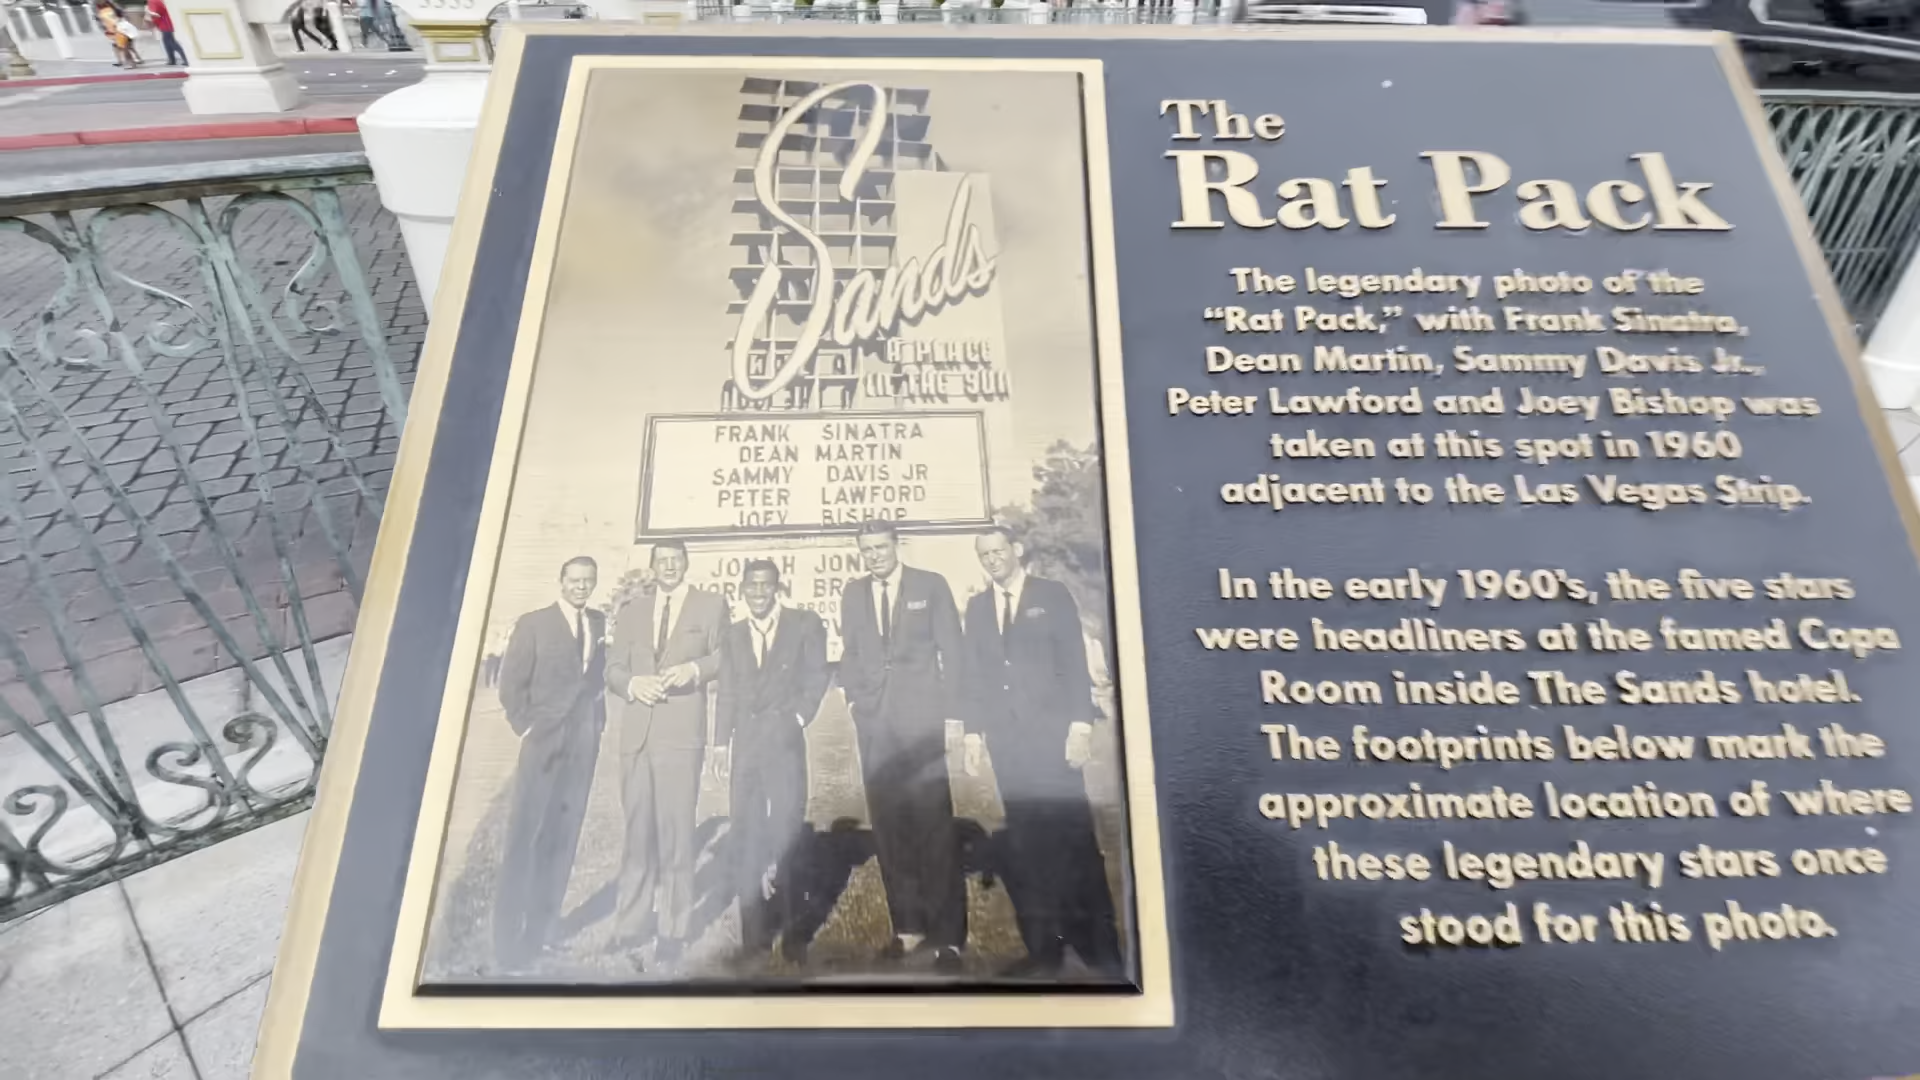 3355
Sands
A PLACE
IN THE SUN
FRANK SINATRA
DEAN MARTIN
SAMMY DAVIS JR
PETER LAWFORD
JOEY BISHOP
The
Rat Pack
The legendary photo of the
“Rat Pack,” with Frank Sinatra,
Dean Martin, Sammy Davis Jr.,
Peter Lawford and Joey Bishop was
taken at this spot in 1960
adjacent to the Las Vegas Strip.
In the early 1960's, the five stars
were headliners at the famed Copa
Room inside The Sands hotel.
The footprints below mark the
approximate location of where
these legendary stars once
stood for this photo.